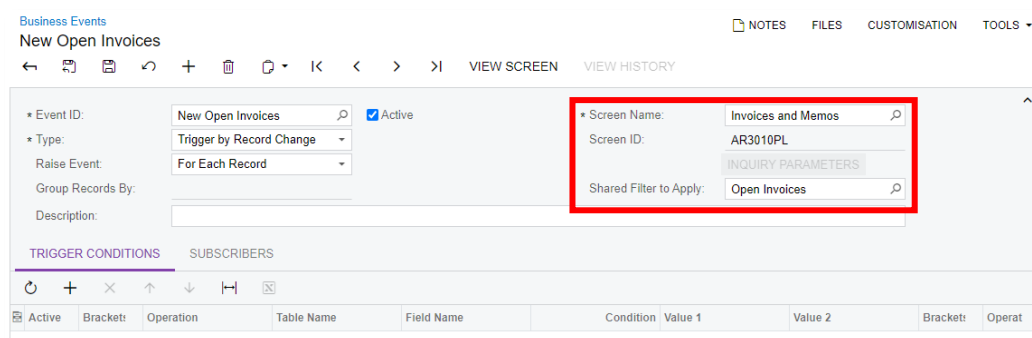 Business Events
New Open Invoices
NOTES FILES CUSTOMISATION TOOLS
VIEW SCREEN VIEW HISTORY
* Event ID: New Open Invoices Active * Screen Name: Invoices and Memos
* Type: Trigger by Record Change Screen ID: AR3010PL
Raise Event: For Each Record INQUIRY PARAMETERS
Group Records By: Shared Filter to Apply: Open Invoices
Description:
TRIGGER CONDITIONS SUBSCRIBERS
Active Brackets Operation Table Name Field Name Condition Value 1 Value 2 Brackets Operat